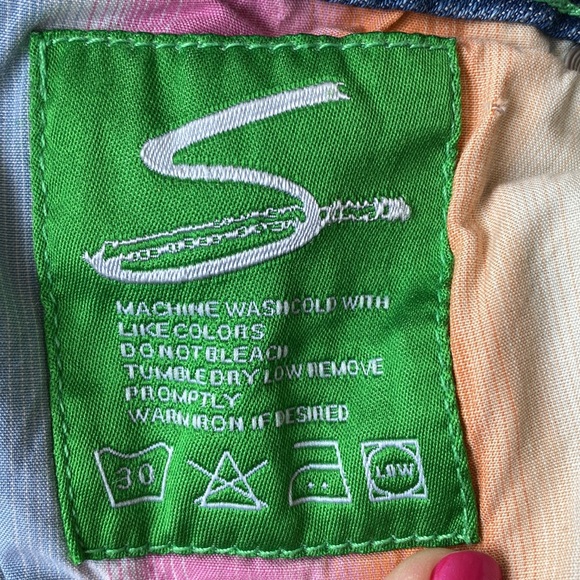 S
MACHINE WASH COLD WITH
LIKE COLORS
DO NOT BLEACH
TUMBLE DRY LOW REMOVE
PROMPTLY
WARM IRON IF DESIRED
30 LOW